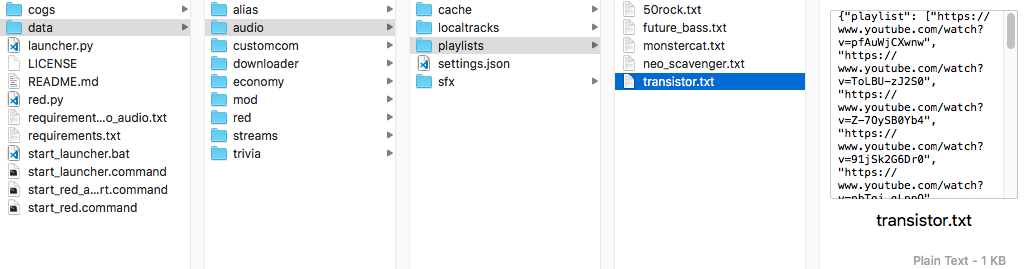 cogs
data
launcher.py
LICENSE
README.md
red.py
requirement...o_audio.txt
requirements.txt
start_launcher.bat
start_launcher.command
start_red_a...rt.command
start_red.command
alias
audio
customcom
downloader
economy
mod
red
streams
trivia
cache
localtracks
playlists
settings.json
sfx
50rock.txt
future_bass.txt
monstercat.txt
neo_scavenger.txt
transistor.txt
{"playlist": ["https://
www.youtube.com/watch?
v=pfAuWjCXwnw",
"https://
www.youtube.com/watch?
v=ToLBU-zJ2S0",
"https://
www.youtube.com/watch?
v=Z-7OySB0Yb4",
"https://
www.youtube.com/watch?
v=91jSk2G6Dr0",
"https://
www.youtube.com/watch?
transistor.txt
Plain Text - 1 KB